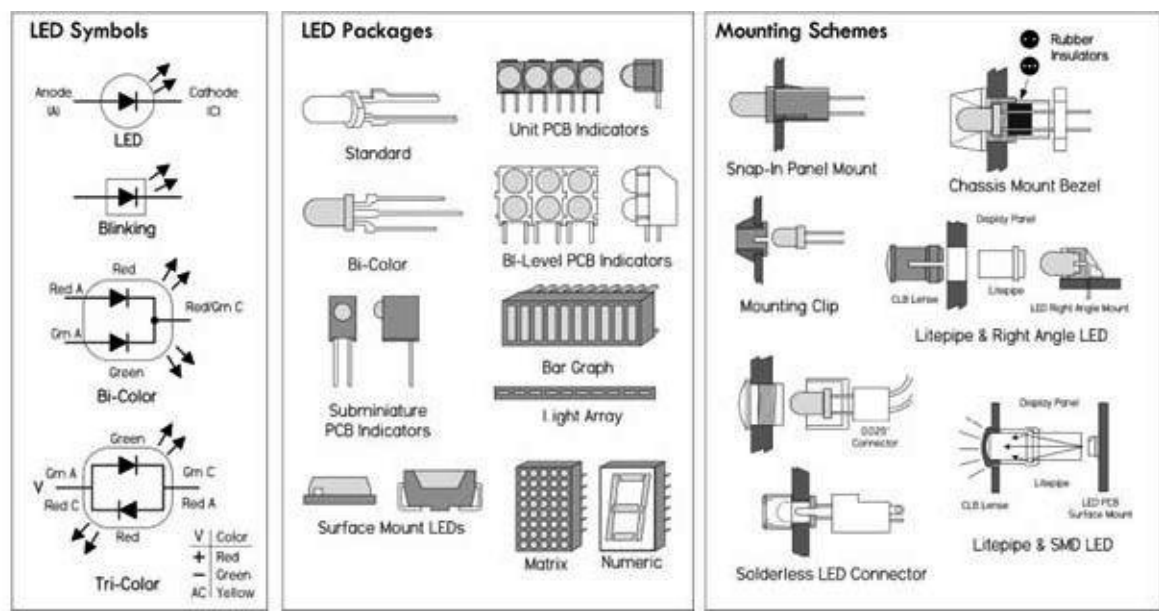 LED Symbols
Anode
(A)
Cathode
(C)
LED
Blinking
Red
Red A
Red/Grn C
Grn A
Green
Bi-Color
Green
Grn A
Grn C
V
Red C
Red A
Red
Tri-Color
V Color
+ Red
− Green
AC Yellow
LED Packages
Standard
Unit PCB Indicators
Bi-Color
Bi-Level PCB Indicators
Subminiature
PCB Indicators
Bar Graph
Light Array
Surface Mount LEDs
Matrix
Numeric
Mounting Schemes
Rubber
Insulators
Snap-In Panel Mount
Chassis Mount Bezel
Mounting Clip
Display Panel
CLB Lense
Litepipe
LED Right Angle Mount
Litepipe & Right Angle LED
0.025"
Connector
Solderless LED Connector
Display Panel
CLB Lense
Litepipe
LED PCB
Surface Mount
Litepipe & SMD LED